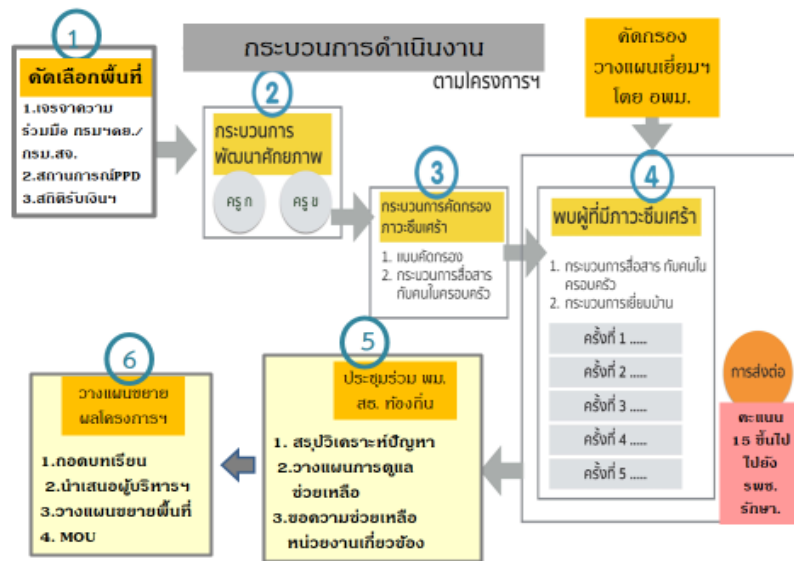 กระบวนการดำเนินงาน
ตามโครงการฯ
1
คัดเลือกพื้นที่
1.เจรจาความ
ร่วมมือ กรมฯดย./
กรม.สจ.
2.สถานการณ์PPD
3.สถิติรับเงินฯ
2
กระบวนการ
พัฒนาศักยภาพ
ครู ก
ครู ข
3
กระบวนการคัดกรอง
ภาวะซึมเศร้า
1. แบบคัดกรอง
2. กระบวนการสื่อสาร
กับคนในครอบครัว
คัดกรอง
วางแผนเยี่ยมฯ
โดย อพม.
4
พบผู้ที่มีภาวะซึมเศร้า
1. กระบวนการสื่อสาร กับคนใน
ครอบครัว
2. กระบวนการเยี่ยมบ้าน
ครั้งที่ 1 .....
ครั้งที่ 2 .....
ครั้งที่ 3 .....
ครั้งที่ 4 .....
ครั้งที่ 5 .....
การส่งต่อ
คะแนน
15 ขึ้นไป
ไปยัง
รพช.
รักษา.
5
ประชุมร่วม พม.
สธ. ท้องถิ่น
1. สรุปวิเคราะห์ปัญหา
2.วางแผนการดูแล
ช่วยเหลือ
3.ขอความช่วยเหลือ
หน่วยงานเกี่ยวข้อง
6
วางแผนขยาย
ผลโครงการฯ
1.ถอดบทเรียน
2.นำเสนอผู้บริหารฯ
3.วางแผนขยายพื้นที่
4. MOU